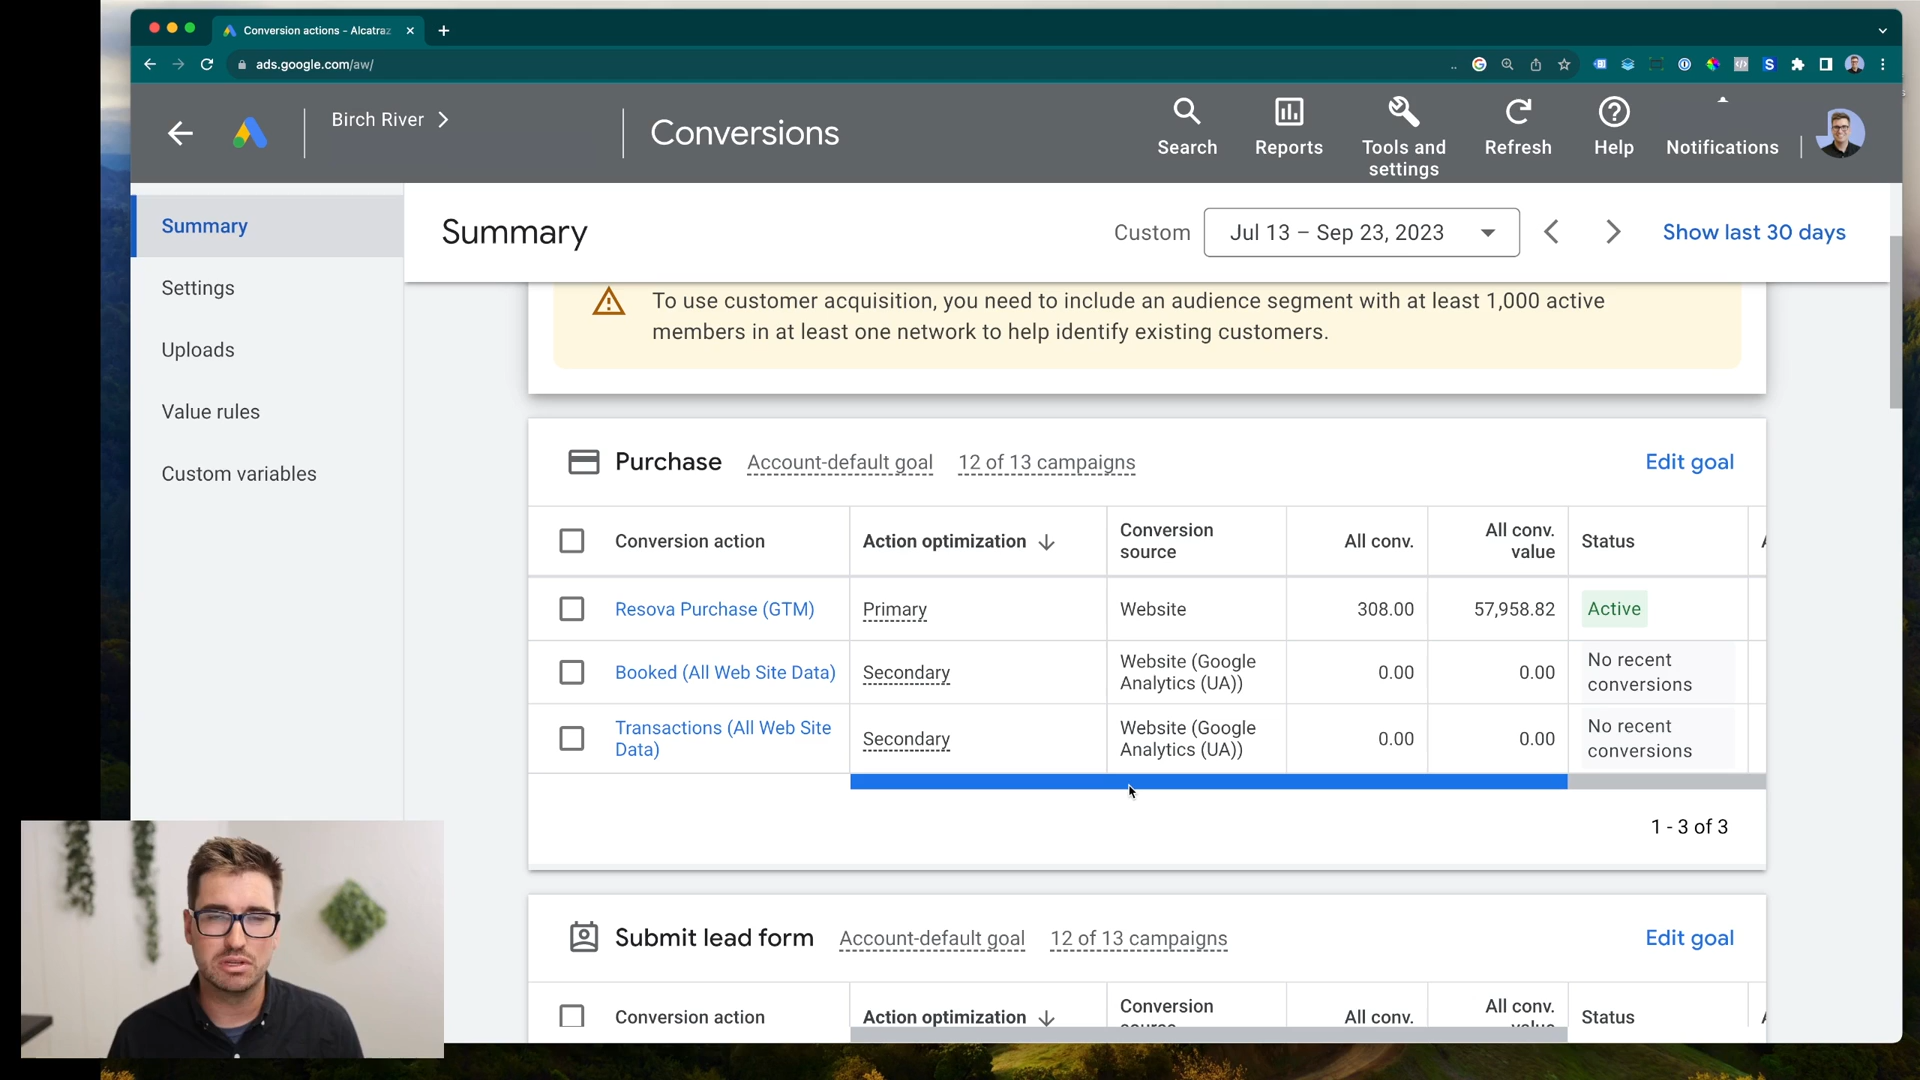 Conversion actions - Alcatraz
ads.google.com/aw/
Birch River
Conversions
Search
Reports
Tools and
settings
Refresh
Help
Notifications
Summary
Settings
Uploads
Value rules
Custom variables
Summary
Custom
Jul 13 – Sep 23, 2023
Show last 30 days
To use customer acquisition, you need to include an audience segment with at least 1,000 active
members in at least one network to help identify existing customers.
Purchase
Account-default goal
12 of 13 campaigns
Edit goal
Conversion action
Action optimization
Conversion
source
All conv.
All conv.
value
Status
Resova Purchase (GTM)
Primary
Website
308.00
57,958.82
Active
Booked (All Web Site Data)
Secondary
Website (Google
Analytics (UA))
0.00
0.00
No recent
conversions
Transactions (All Web Site
Data)
Secondary
Website (Google
Analytics (UA))
0.00
0.00
No recent
conversions
1 - 3 of 3
Submit lead form
Account-default goal
12 of 13 campaigns
Edit goal
Conversion action
Action optimization
Conversion
All conv.
All conv.
Status